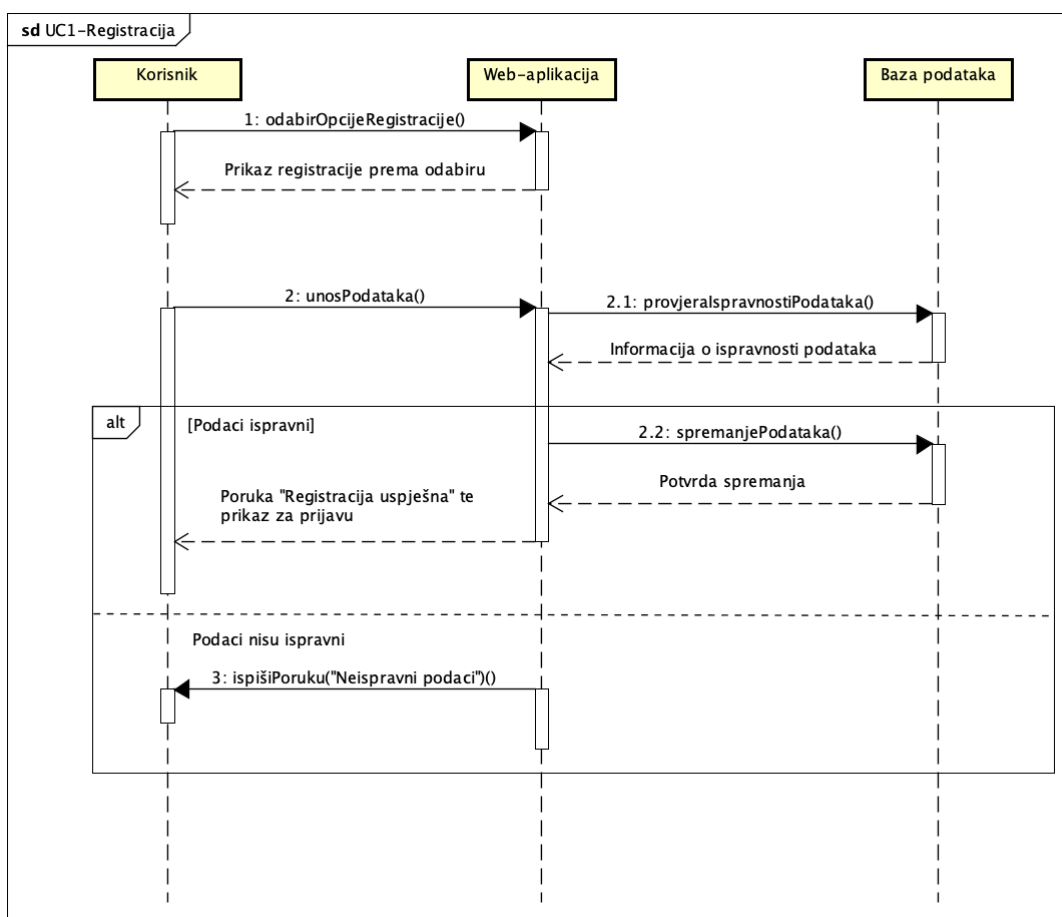 sd UC1-Registracija
Korisnik
Web-aplikacija
Baza podataka
1: odabirOpcijeRegistracije()
Prikaz registracije prema odabiru
2: unosPodataka()
2.1: provjeraIspravnostiPodataka()
Informacija o ispravnosti podataka
alt
[Podaci ispravni]
2.2: spremanjePodataka()
Potvrda spremanja
Poruka "Registracija uspješna" te
prikaz za prijavu
Podaci nisu ispravni
3: ispišiPoruku("Neispravni podaci")()